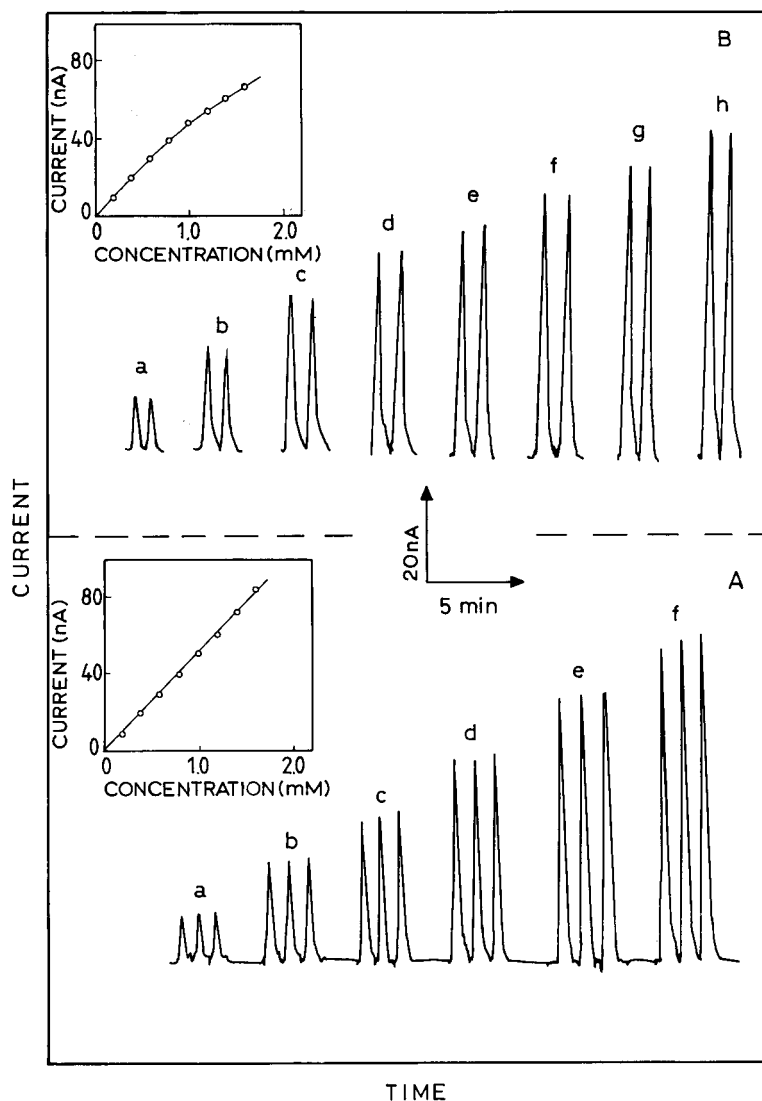 B
80
40
0
CURRENT (nA)
0 1.0 2.0
CONCENTRATION (mM)
a
b
c
d
e
f
g
h
CURRENT
20nA
5 min
A
80
40
0
CURRENT (nA)
0 1.0 2.0
CONCENTRATION (mM)
a
b
c
d
e
f
TIME